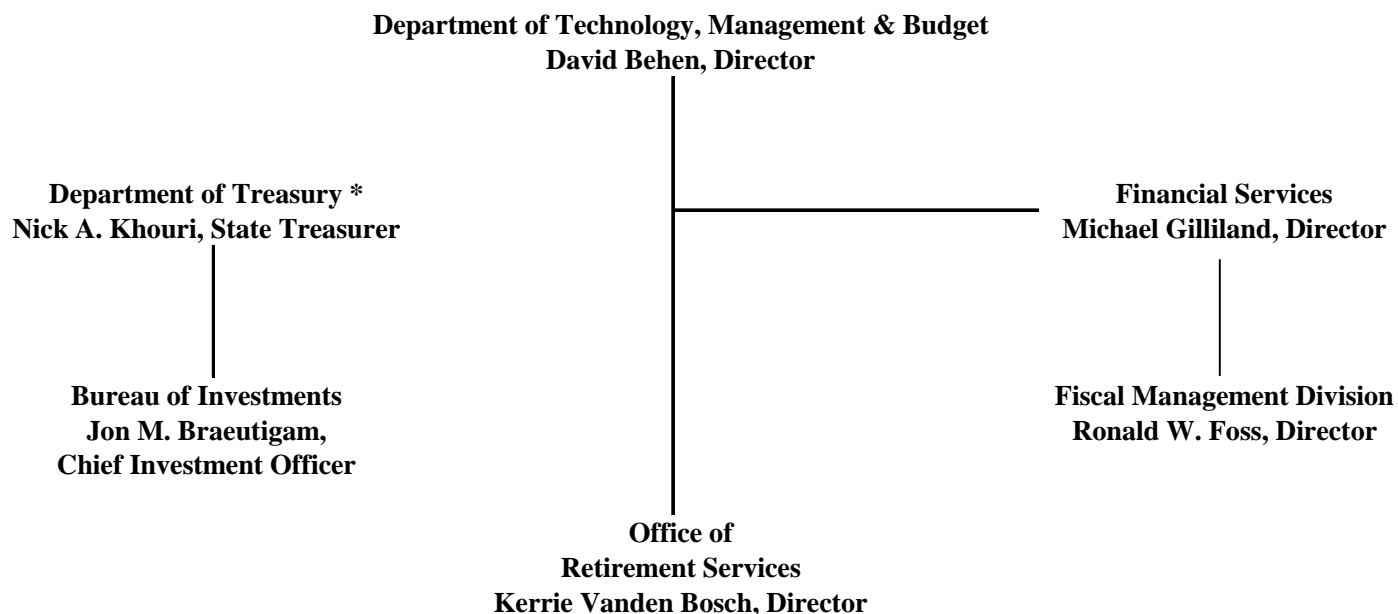 Department of Technology, Management & Budget
David Behen, Director
Department of Treasury *
Nick A. Khouri, State Treasurer
Financial Services
Michael Gilliland, Director
Bureau of Investments
Jon M. Braeutigam,
Chief Investment Officer
Fiscal Management Division
Ronald W. Foss, Director
Office of
Retirement Services
Kerrie Vanden Bosch, Director